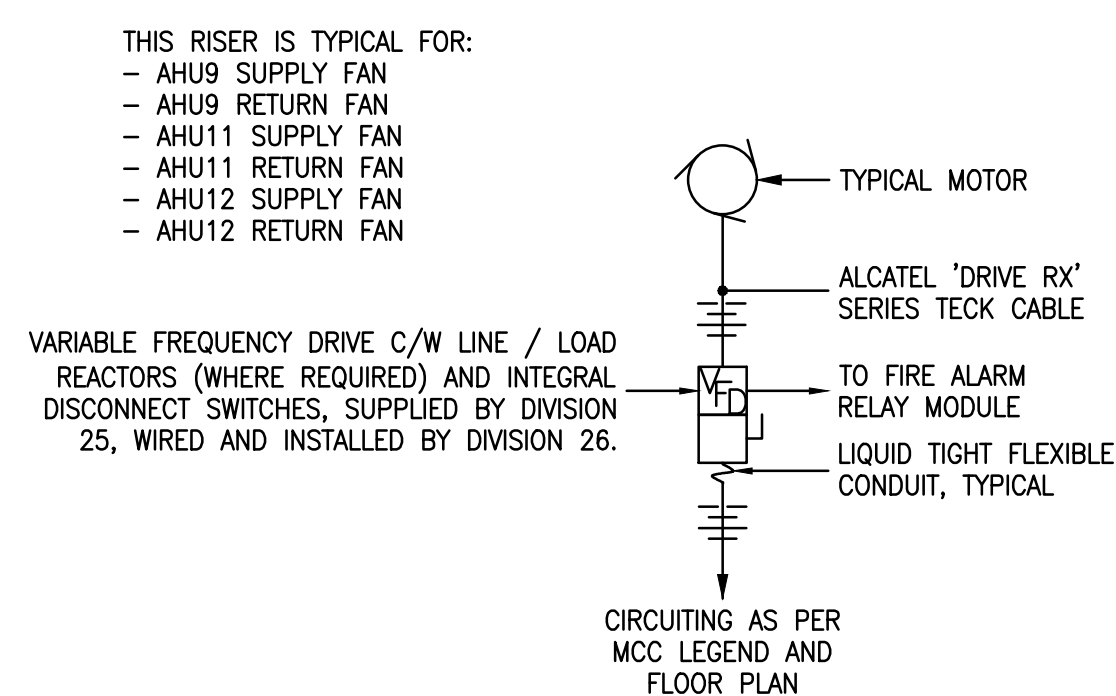 THIS RISER IS TYPICAL FOR:
– AHU9 SUPPLY FAN
– AHU9 RETURN FAN
– AHU11 SUPPLY FAN
– AHU11 RETURN FAN
– AHU12 SUPPLY FAN
– AHU12 RETURN FAN
TYPICAL MOTOR
ALCATEL 'DRIVE RX'
SERIES TECK CABLE
VARIABLE FREQUENCY DRIVE C/W LINE / LOAD
REACTORS (WHERE REQUIRED) AND INTEGRAL
DISCONNECT SWITCHES, SUPPLIED BY DIVISION
25, WIRED AND INSTALLED BY DIVISION 26.
VFD
TO FIRE ALARM
RELAY MODULE
LIQUID TIGHT FLEXIBLE
CONDUIT, TYPICAL
CIRCUITING AS PER
MCC LEGEND AND
FLOOR PLAN